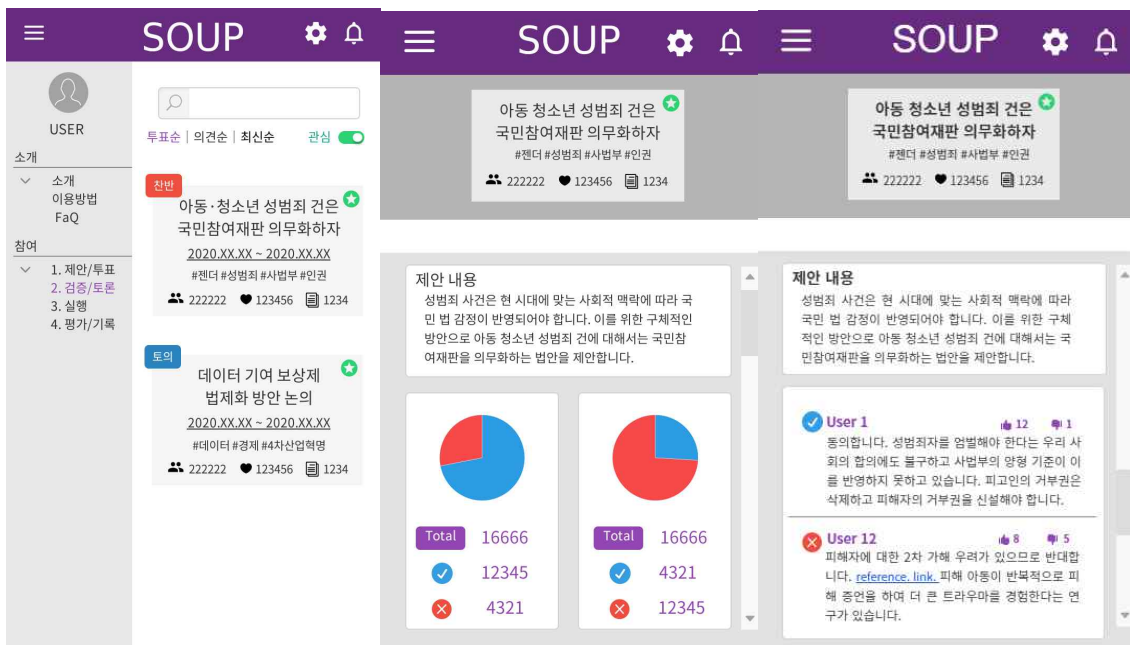 SOUP
USER
소개
소개
이용방법
FaQ
참여
1. 제안/투표
2. 검증/토론
3. 실행
4. 평가/기록
투표순 | 의견순 | 최신순 관심
찬반
아동·청소년 성범죄 건은
국민참여재판 의무화하자
2020.XX.XX ~ 2020.XX.XX
#젠더 #성범죄 #사법부 #인권
222222 123456 1234
토의
데이터 기여 보상제
법제화 방안 논의
2020.XX.XX ~ 2020.XX.XX
#데이터 #경제 #4차산업혁명
222222 123456 1234
SOUP
아동 청소년 성범죄 건은
국민참여재판 의무화하자
#젠더 #성범죄 #사법부 #인권
222222 123456 1234
제안 내용
성범죄 사건은 현 시대에 맞는 사회적 맥락에 따라 국
민 법 감정이 반영되어야 합니다. 이를 위한 구체적인
방안으로 아동 청소년 성범죄 건에 대해서는 국민참
여재판을 의무화하는 법안을 제안합니다.
Total 16666
12345
4321
Total 16666
4321
12345
SOUP
아동 청소년 성범죄 건은
국민참여재판 의무화하자
#젠더 #성범죄 #사법부 #인권
222222 123456 1234
제안 내용
성범죄 사건은 현 시대에 맞는 사회적 맥락에 따라
국민 법 감정이 반영되어야 합니다. 이를 위한 구체
적인 방안으로 아동 청소년 성범죄 건에 대해서는 국
민참여재판을 의무화하는 법안을 제안합니다.
User 1 12 1
동의합니다. 성범죄자를 엄벌해야 한다는 우리 사
회의 합의에도 불구하고 사법부의 양형 기준이 이
를 반영하지 못하고 있습니다. 피고인의 거부권은
삭제하고 피해자의 거부권을 신설해야 합니다.
User 12 8 5
피해자에 대한 2차 가해 우려가 있으므로 반대합
니다. reference. link. 피해 아동이 반복적으로 피
해 증언을 하여 더 큰 트라우마를 경험한다는 연
구가 있습니다.